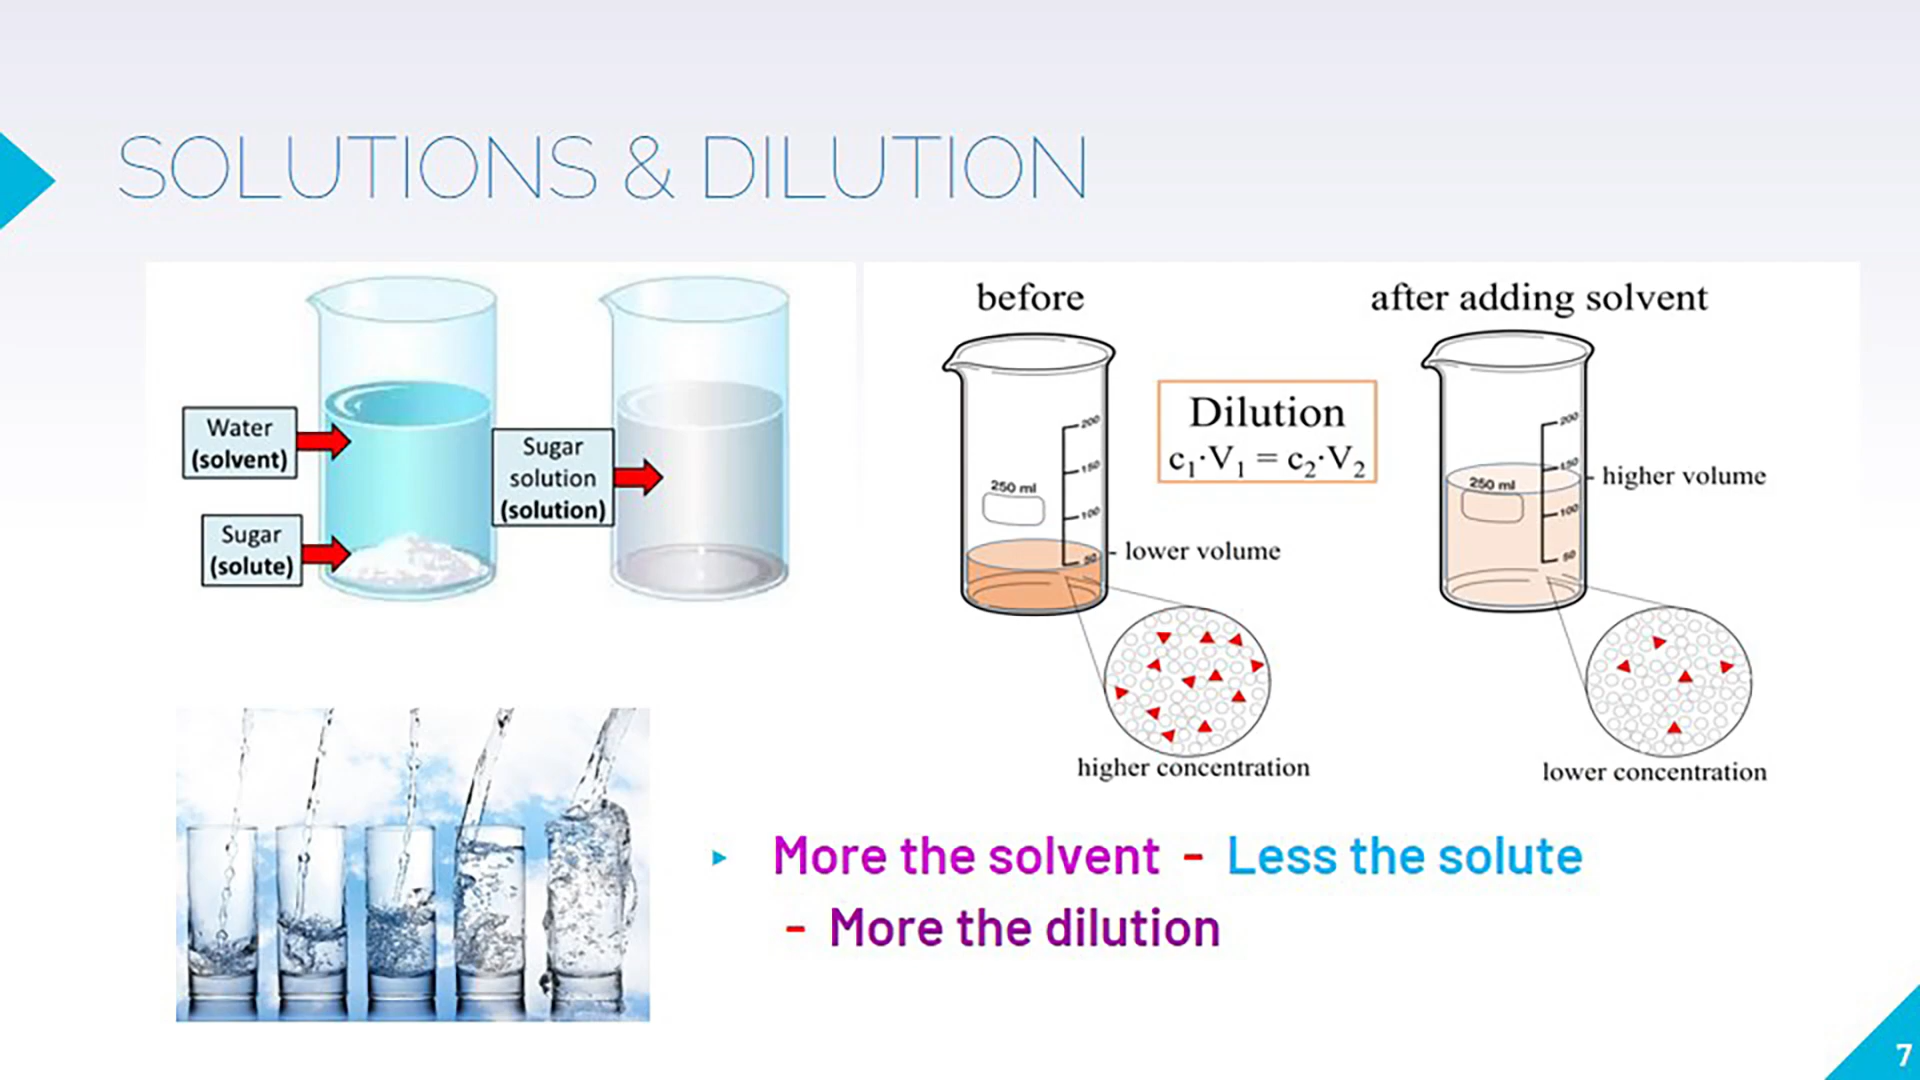 SOLUTIONS & DILUTION
Water
(solvent)
Sugar
(solute)
Sugar
solution
(solution)
before
after adding solvent
Dilution
c₁·V₁ = c₂·V₂
200
150
100
50
250 ml
lower volume
higher concentration
200
150
100
50
250 ml
higher volume
lower concentration
More the solvent - Less the solute
- More the dilution
7